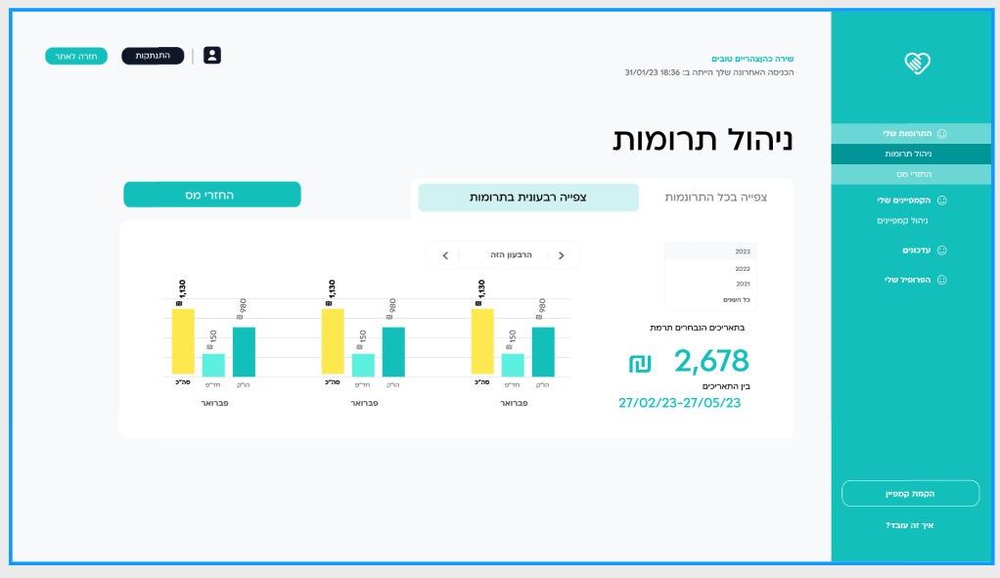 התרומות שלי
ניהול תרומות
החזרי מס
הקמפיינים שלי
ניהול קמפיינים
עדכונים
הפרופיל שלי
הקמת קמפיין
איך זה עובד?
שירה כהןצהריים טובים
הכניסה האחרונה שלך הייתה ב: 18:36 31/01/23
התנתקות
חזרה לאתר
ניהול תרומות
צפייה בכל התרונמות
צפייה רבעונית בתרומות
החזרי מס
2023
2022
2021
כל השנים
בתאריכים הנבחרים תרמת
2,678 ₪
בין התאריכים
27/02/23-27/05/23
הרבעון הזה
980 ₪
150 ₪
1,130 ₪
הו"ק
חד"פ
סה"כ
פברואר
980 ₪
150 ₪
1,130 ₪
הו"ק
חד"פ
סה"כ
פברואר
980 ₪
150 ₪
1,130 ₪
הו"ק
חד"פ
סה"כ
פברואר